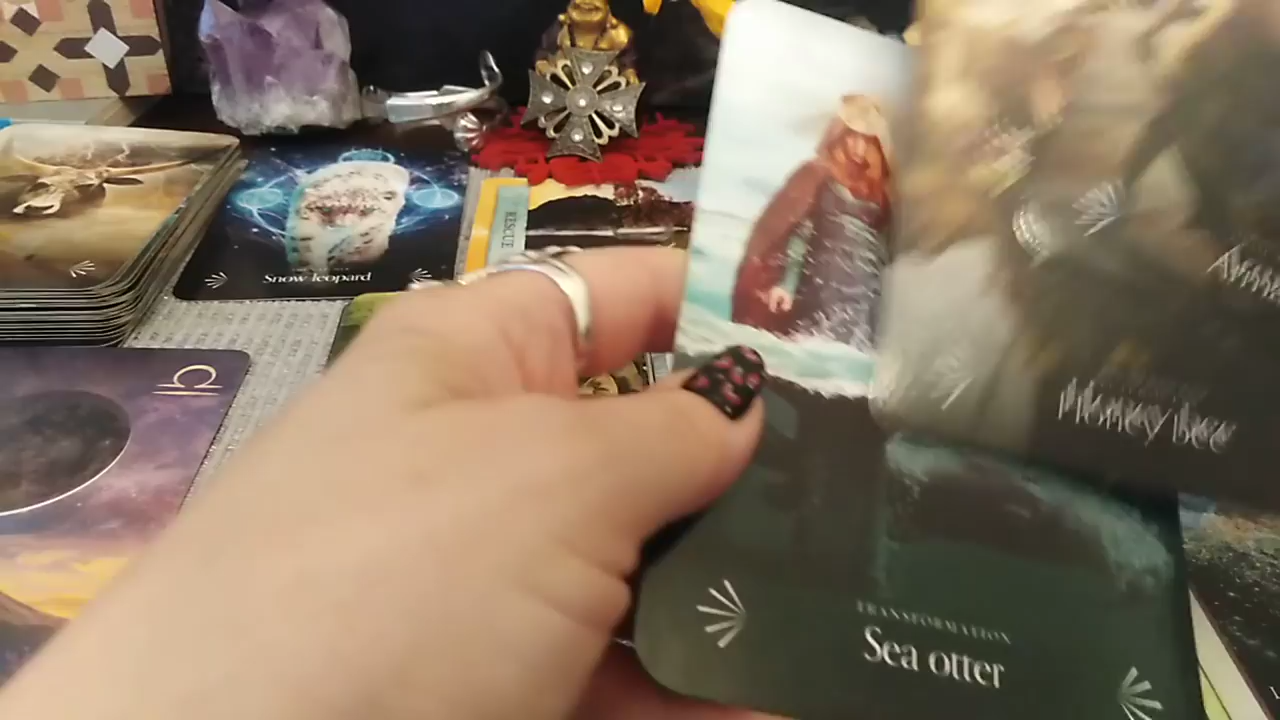 RESCUE
Snow leopard
Honey bee
TRANSFORMATION
Sea otter